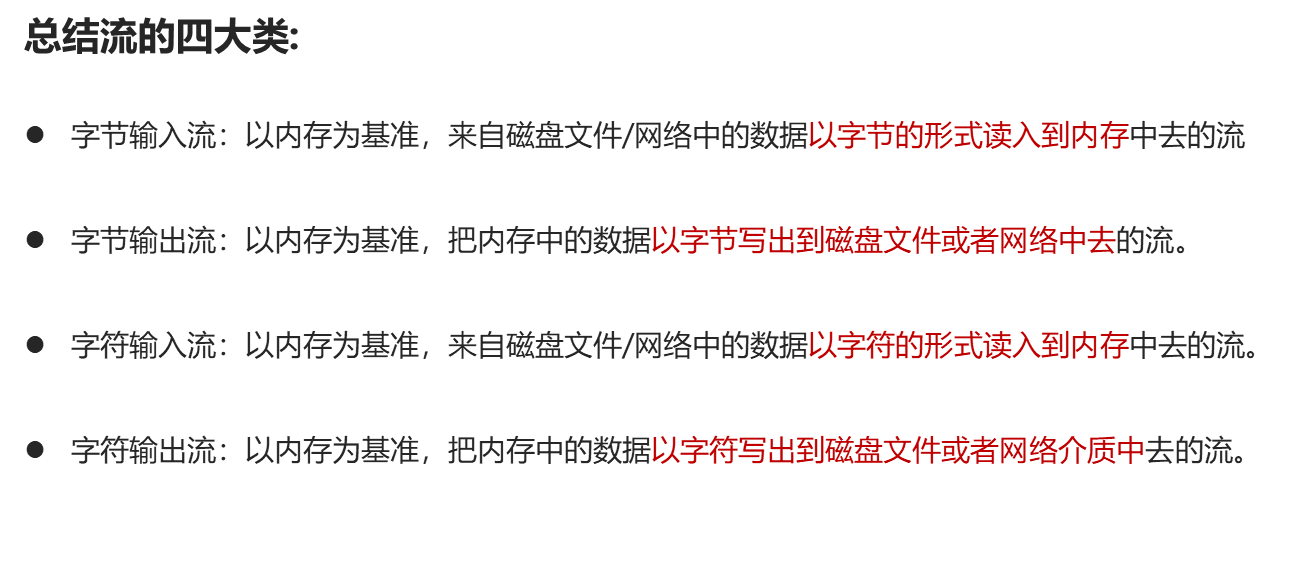 总结流的四大类:
● 字节输入流：以内存为基准，来自磁盘文件/网络中的数据以字节的形式读入到内存中去的流
● 字节输出流：以内存为基准，把内存中的数据以字节写出到磁盘文件或者网络中去的流。
● 字符输入流：以内存为基准，来自磁盘文件/网络中的数据以字符的形式读入到内存中去的流。
● 字符输出流：以内存为基准，把内存中的数据以字符写出到磁盘文件或者网络介质中去的流。